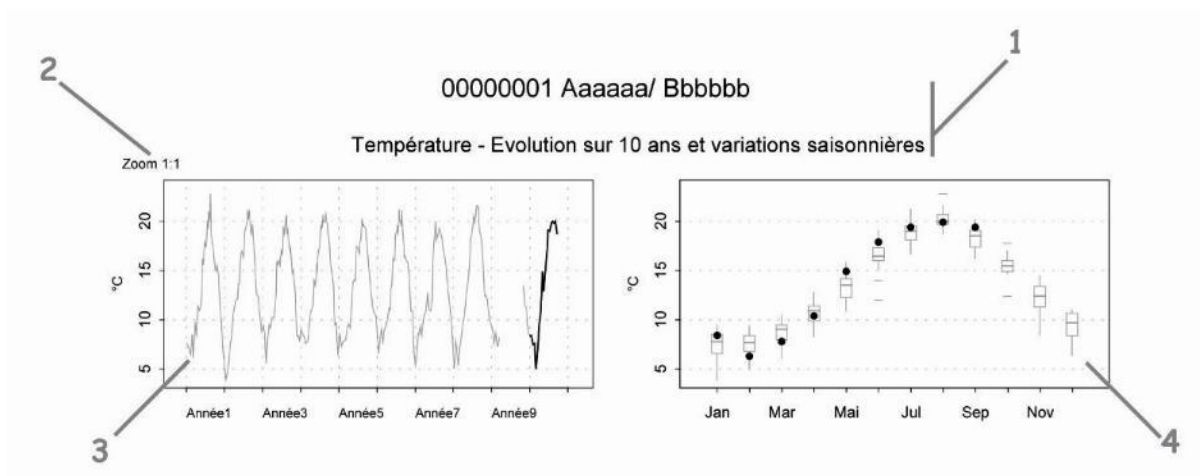 1
2
00000001 Aaaaaa/ Bbbbbb
Température - Evolution sur 10 ans et variations saisonnières
Zoom 1:1
°C
20
15
10
5
Année1 Année3 Année5 Année7 Année9
°C
20
15
10
5
Jan Mar Mai Jul Sep Nov
3
4